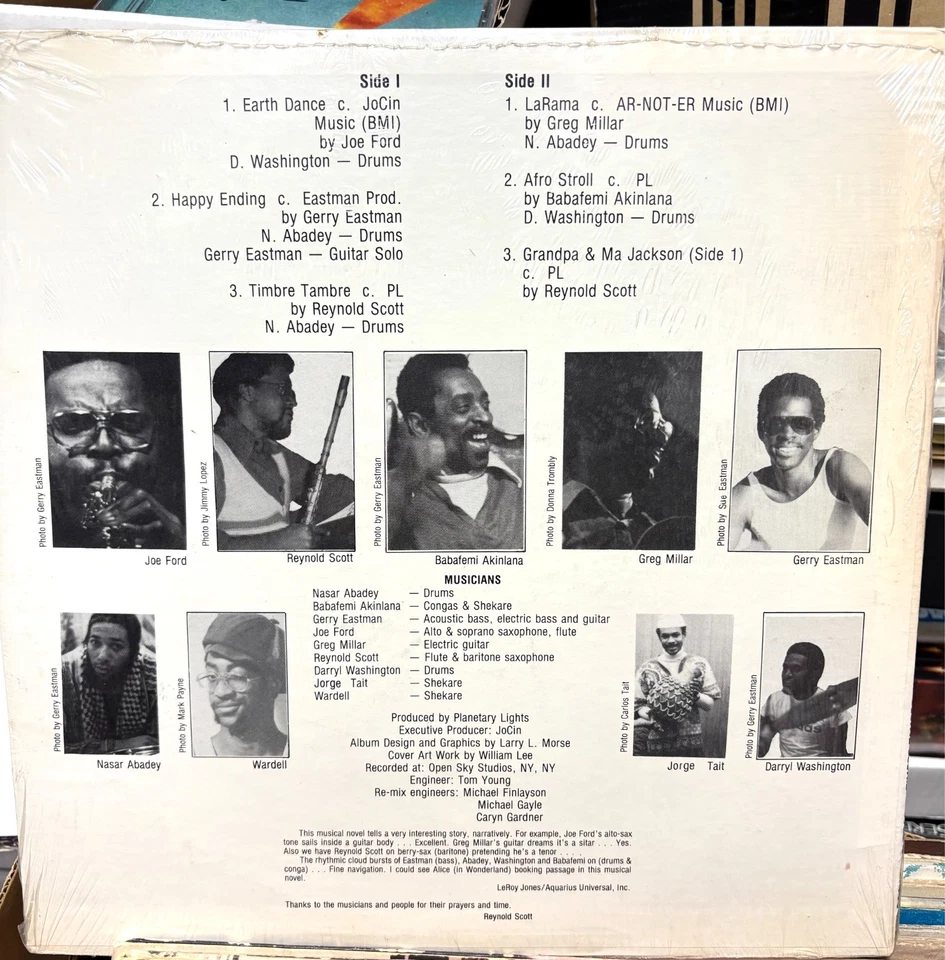 Side I
1. Earth Dance c. JoCin
Music (BMI)
by Joe Ford
D. Washington — Drums
2. Happy Ending c. Eastman Prod.
by Gerry Eastman
N. Abadey — Drums
Gerry Eastman — Guitar Solo
3. Timbre Tambre c. PL
by Reynold Scott
N. Abadey — Drums
Side II
1. LaRama c. AR-NOT-ER Music (BMI)
by Greg Millar
N. Abadey — Drums
2. Afro Stroll c. PL
by Babafemi Akinlana
D. Washington — Drums
3. Grandpa & Ma Jackson (Side 1)
c. PL
by Reynold Scott
Photo by Gerry Eastman
Joe Ford
Photo by Jimmy Lopez
Reynold Scott
Photo by Gerry Eastman
Babafemi Akinlana
Photo by Donna Trombly
Greg Millar
Photo by Sue Eastman
Gerry Eastman
MUSICIANS
Nasar Abadey — Drums
Babafemi Akinlana — Congas & Shekare
Gerry Eastman — Acoustic bass, electric bass and guitar
Joe Ford — Alto & soprano saxophone, flute
Greg Millar — Electric guitar
Reynold Scott — Flute & baritone saxophone
Darryl Washington — Drums
Jorge Tait — Shekare
Wardell — Shekare
Photo by Gerry Eastman
Nasar Abadey
Photo by Mark Payne
Wardell
Photo by Carlos Tait
Jorge Tait
Photo by Gerry Eastman
Darryl Washington
Produced by Planetary Lights
Executive Producer: JoCin
Album Design and Graphics by Larry L. Morse
Cover Art Work by William Lee
Recorded at: Open Sky Studios, NY, NY
Engineer: Tom Young
Re-mix engineers: Michael Finlayson
Michael Gayle
Caryn Gardner
This musical novel tells a very interesting story, narratively. For example, Joe Ford's alto-sax
tone sails inside a guitar body . . . Excellent. Greg Millar's guitar dreams it's a sitar . . . Yes.
Also we have Reynold Scott on berry-sax (baritone) pretending he's a tenor . . . .
The rhythmic cloud bursts of Eastman (bass), Abadey, Washington and Babafemi on (drums &
conga) . . . Fine navigation. I could see Alice (in Wonderland) booking passage in this musical
novel.
LeRoy Jones/Aquarius Universal, Inc.
Thanks to the musicians and people for their prayers and time.
Reynold Scott